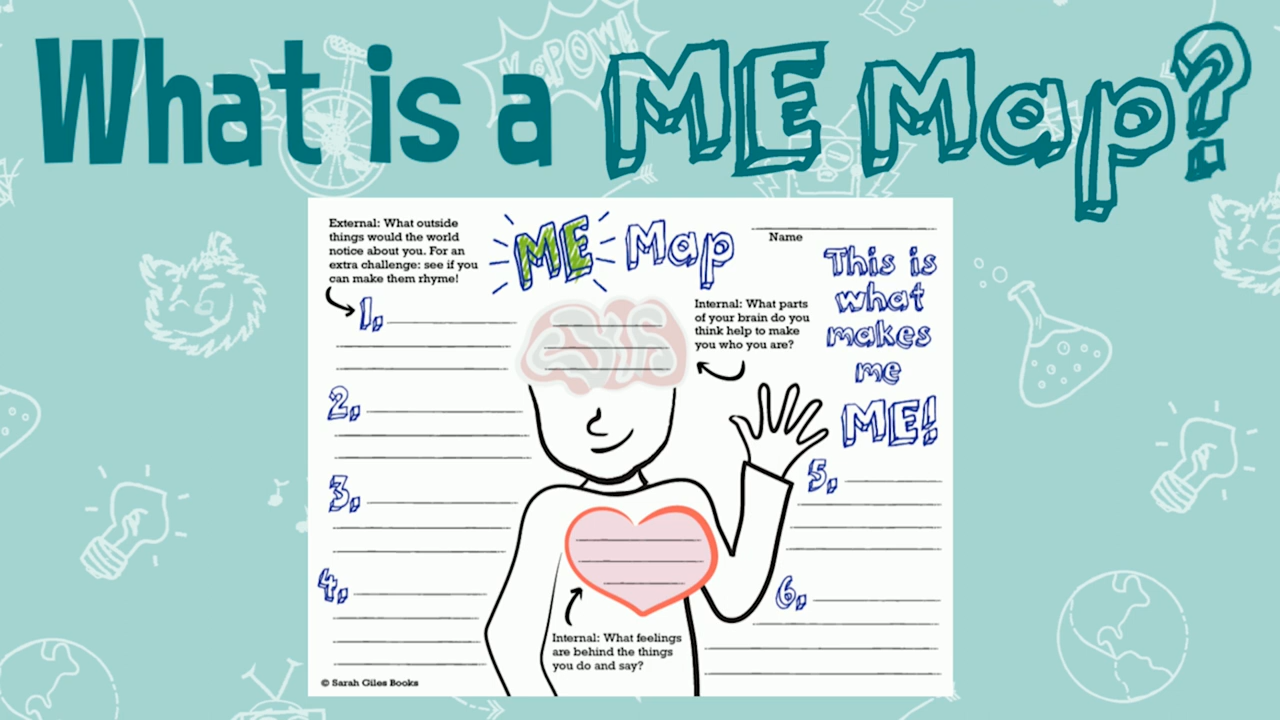 What is a ME Map?
KaPOW!
External: What outside
things would the world
notice about you. For an
extra challenge: see if you
can make them rhyme!
ME Map
Name
This is
what
makes
me
ME!
Internal: What parts
of your brain do you
think help to make
you who you are?
1,
2,
3,
4,
5,
6,
Internal: What feelings
are behind the things
you do and say?
© Sarah Giles Books